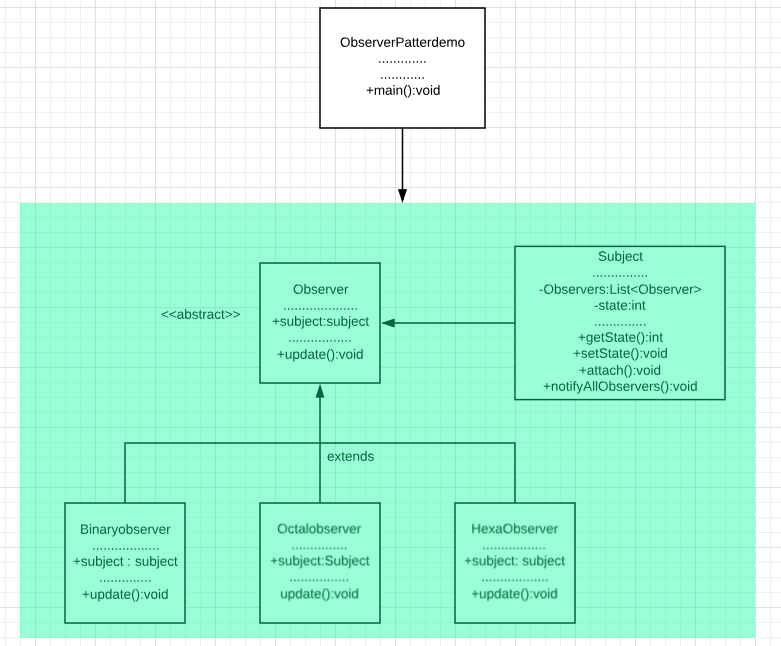 ObserverPatterdemo
.............
............
+main():void
Subject
...............
-Observers:List<Observer>
-state:int
..............
+getState():int
+setState():void
+attach():void
+notifyAllObservers():void
Observer
....................
+subject:subject
.................
+update():void
<<abstract>>
extends
Binaryobserver
..................
+subject : subject
..............
+update():void
Octalobserver
...............
+subject:Subject
................
update():void
HexaObserver
.................
+subject: subject
..................
+update():void